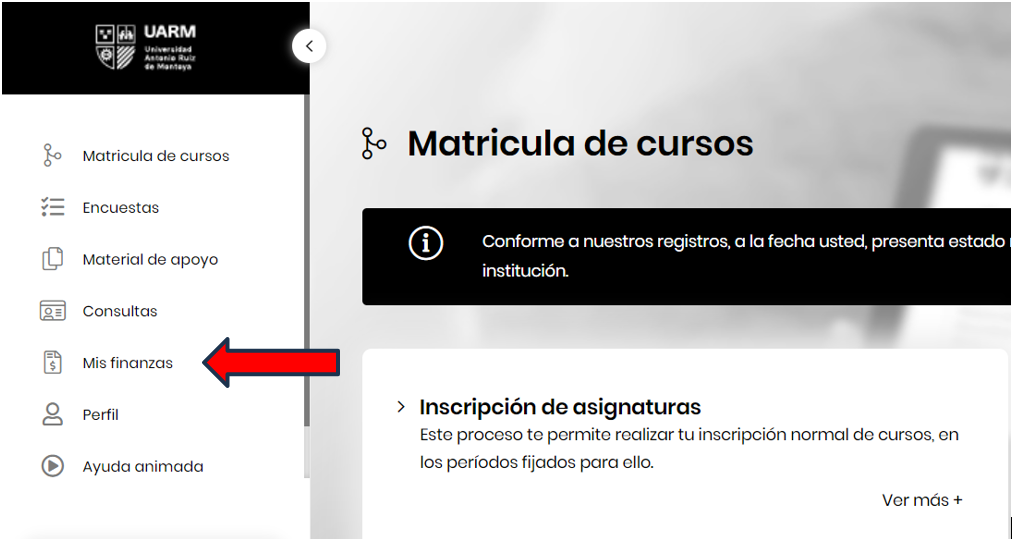 UARM
Universidad
Antonio Ruiz
de Montoya
Matricula de cursos
Encuestas
Material de apoyo
Consultas
Mis finanzas
Perfil
Ayuda animada
Matricula de cursos
Conforme a nuestros registros, a la fecha usted, presenta estado
institución.
Inscripción de asignaturas
Este proceso te permite realizar tu inscripción normal de cursos, en
los períodos fijados para ello.
Ver más +